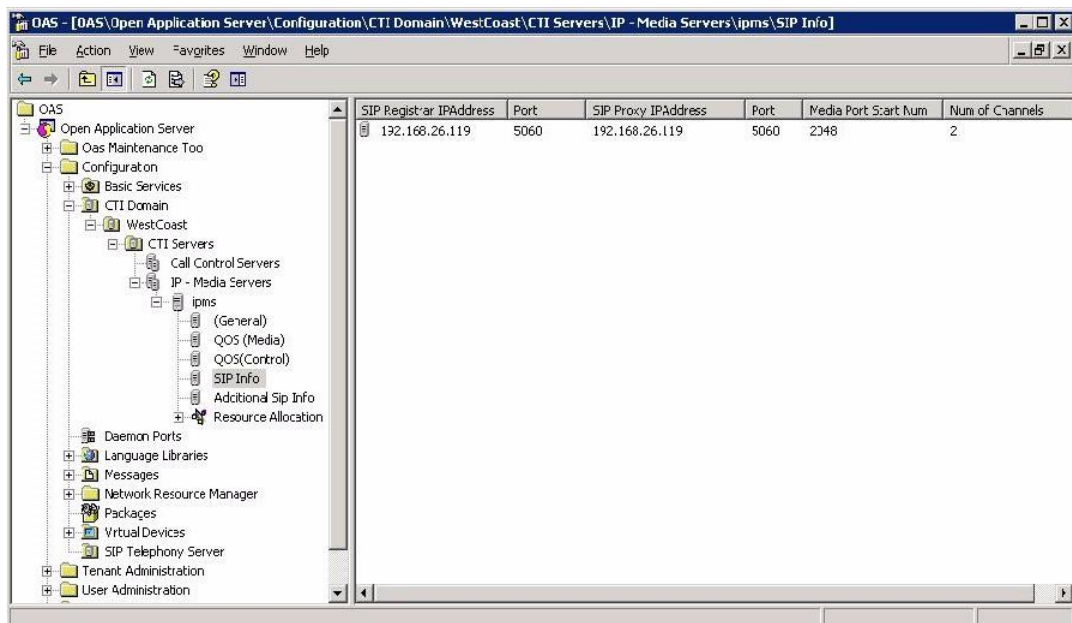 OAS - [OAS\Open Application Server\Configuration\CTI Domain\WestCoast\CTI Servers\IP - Media Servers\ipms\SIP Info]
File Action View Favorites Window Help
SIP Registrar IPAddress Port SIP Proxy IPAddress Port Media Port Start Num Num of Channels
192.168.26.119 5060 192.168.26.119 5060 2048 2
OAS
Open Application Server
Oas Maintenance Too
Configuration
Basic Services
CTI Domain
WestCoast
CTI Servers
Call Control Servers
IP - Media Servers
ipms
(General)
QOS (Media)
QOS(Control)
SIP Info
Additional Sip Info
Resource Allocation
Daemon Ports
Language Libraries
Messages
Network Resource Manager
Packages
Virtual Devices
SIP Telephony Server
Tenant Administration
User Administration